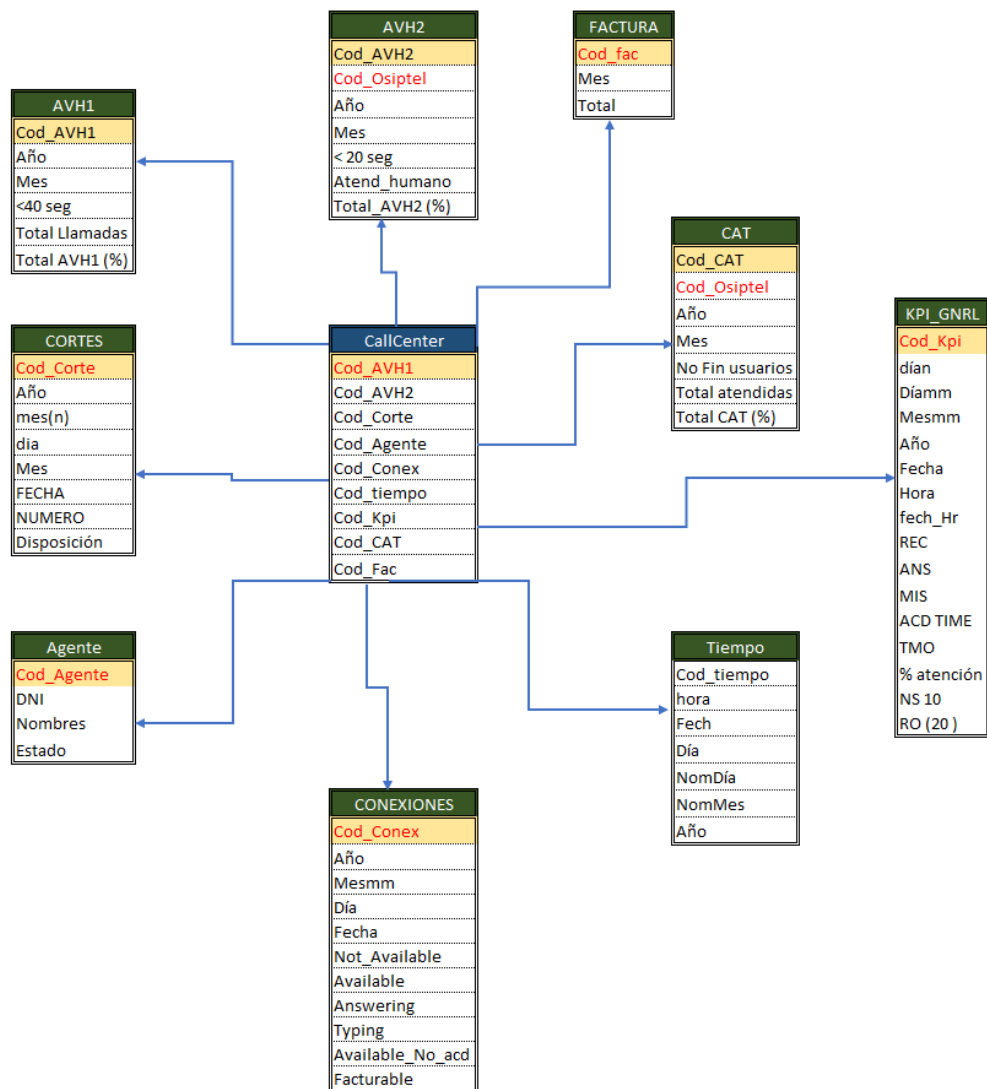 AVH2
Cod_AVH2
Cod_Osiptel
Año
Mes
< 20 seg
Atend_humano
Total_AVH2 (%)
FACTURA
Cod_fac
Mes
Total
AVH1
Cod_AVH1
Año
Mes
<40 seg
Total Llamadas
Total AVH1 (%)
CAT
Cod_CAT
Cod_Osiptel
Año
Mes
No Fin usuarios
Total atendidas
Total CAT (%)
KPI_GNRL
Cod_Kpi
dían
Díamm
Mesmm
Año
Fecha
Hora
fech_Hr
REC
ANS
MIS
ACD TIME
TMO
% atención
NS 10
RO (20 )
CORTES
Cod_Corte
Año
mes(n)
dia
Mes
FECHA
NUMERO
Disposición
CallCenter
Cod_AVH1
Cod_AVH2
Cod_Corte
Cod_Agente
Cod_Conex
Cod_tiempo
Cod_Kpi
Cod_CAT
Cod_Fac
Agente
Cod_Agente
DNI
Nombres
Estado
Tiempo
Cod_tiempo
hora
Fech
Día
NomDía
NomMes
Año
CONEXIONES
Cod_Conex
Año
Mesmm
Día
Fecha
Not_Available
Available
Answering
Typing
Available_No_acd
Facturable